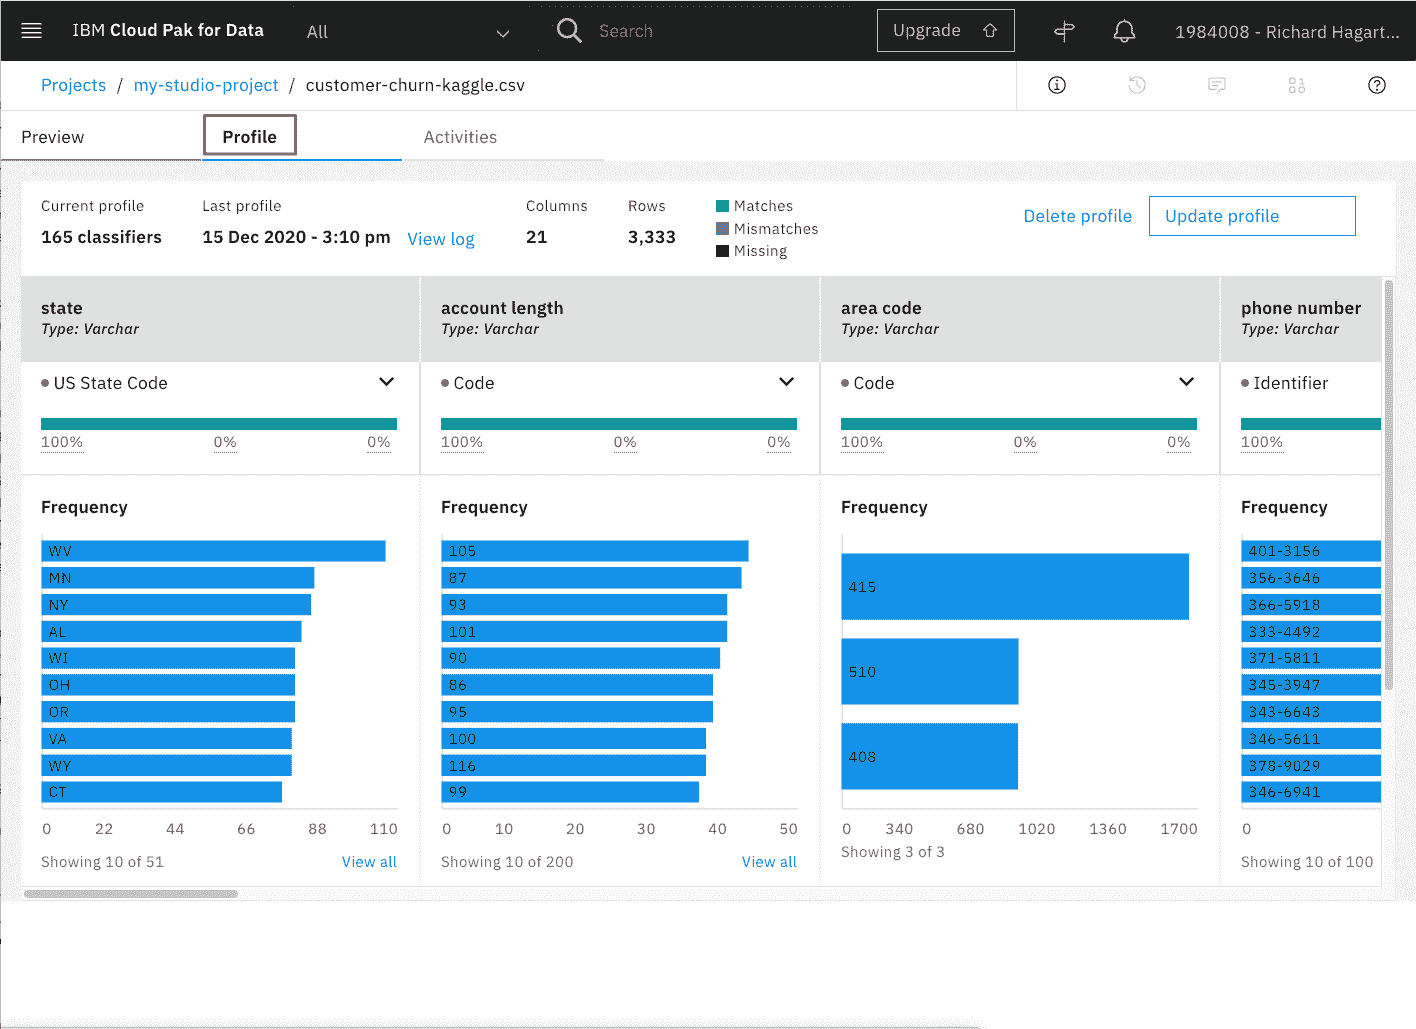 IBM Cloud Pak for Data All Search Upgrade 1984008 - Richard Hagart...
Projects / my-studio-project / customer-churn-kaggle.csv
Preview Profile Activities
Current profile Last profile Columns Rows Matches
165 classifiers 15 Dec 2020 - 3:10 pm View log 21 3,333 Mismatches Delete profile Update profile
Missing
state account length area code phone number
Type: Varchar Type: Varchar Type: Varchar Type: Varchar
US State Code Code Code Identifier
100% 0% 0% 100% 0% 0% 100% 0% 0% 100%
Frequency Frequency Frequency Frequency
WV 105 401-3156
MN 87 415 356-3646
NY 93 366-5918
AL 101 333-4492
WI 90 510 371-5811
OH 86 345-3947
OR 95 343-6643
VA 100 408 346-5611
WY 116 378-9029
CT 99 346-6941
0 22 44 66 88 110 0 10 20 30 40 50 0 340 680 1020 1360 1700 0
Showing 10 of 51 View all Showing 10 of 200 View all Showing 3 of 3 Showing 10 of 100